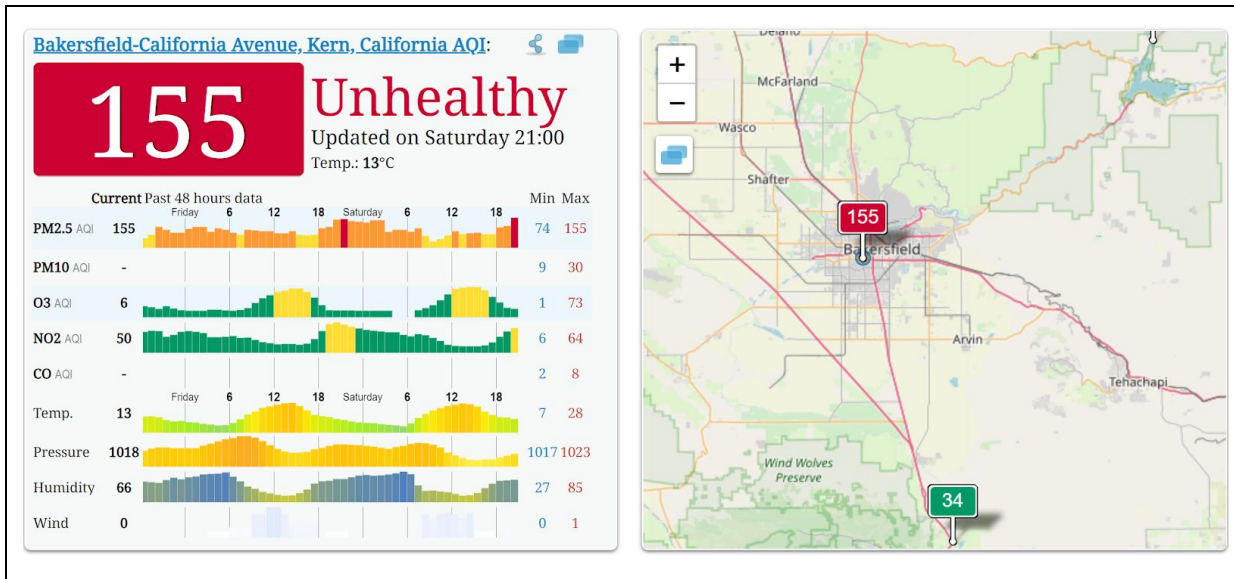 Bakersfield-California Avenue, Kern, California AQI:
155
Unhealthy
Updated on Saturday 21:00
Temp.: 13°C
Current Past 48 hours data Min Max
Friday 6 12 18 Saturday 6 12 18
PM2.5 AQI 155 74 155
PM10 AQI - 9 30
O3 AQI 6 1 73
NO2 AQI 50 6 64
CO AQI - 2 8
Friday 6 12 18 Saturday 6 12 18
Temp. 13 7 28
Pressure 1018 1017 1023
Humidity 66 27 85
Wind 0 0 1
Delano
+
McFarland
−
Wasco
Shafter
155
Bakersfield
Arvin
Tehachapi
Wind Wolves
Preserve
34